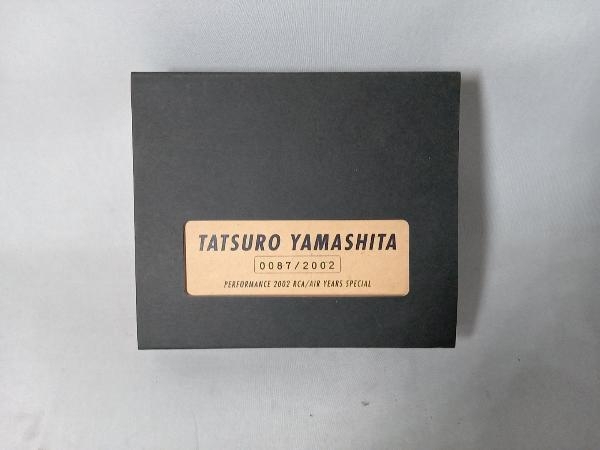 TATSURO YAMASHITA
0087/2002
PERFORMANCE 2002 RCA/AIR YEARS SPECIAL